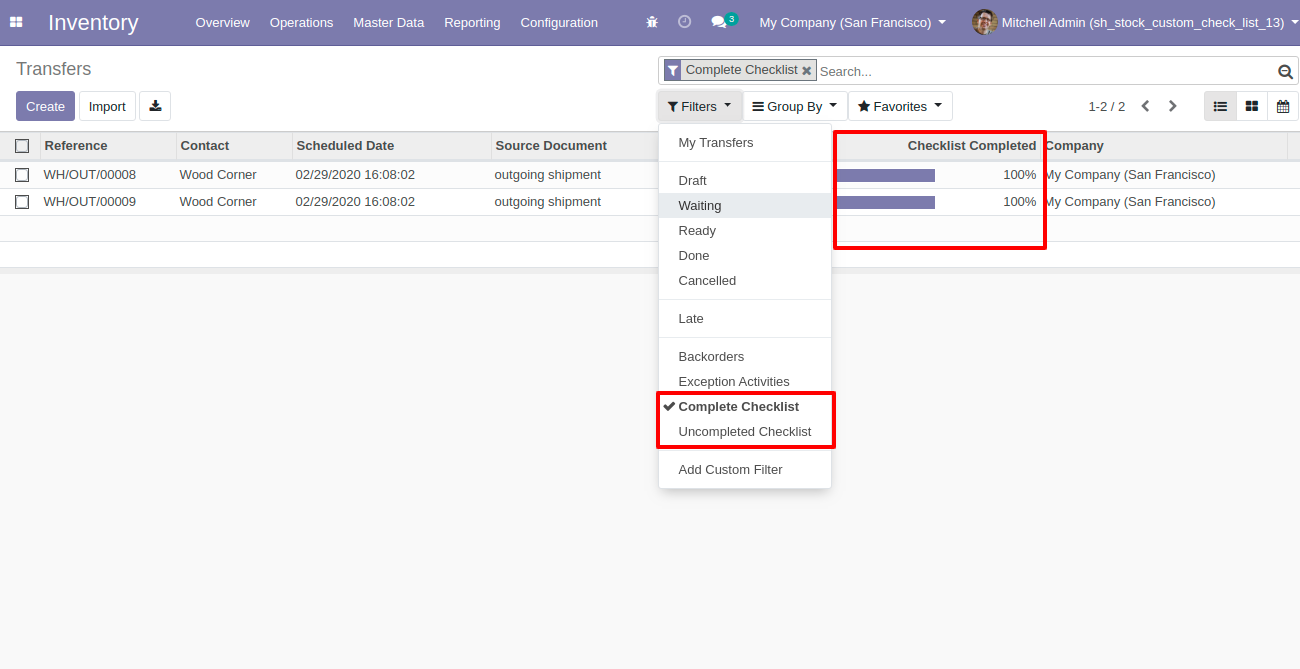 Inventory Overview Operations Master Data Reporting Configuration 3 My Company (San Francisco) Mitchell Admin (sh_stock_custom_check_list_13)
Transfers
Complete Checklist Search...
Create Import Filters Group By Favorites 1-2 / 2
Reference Contact Scheduled Date Source Document Checklist Completed Company
WH/OUT/00008 Wood Corner 02/29/2020 16:08:02 outgoing shipment 100% My Company (San Francisco)
WH/OUT/00009 Wood Corner 02/29/2020 16:08:02 outgoing shipment 100% My Company (San Francisco)
My Transfers
Draft
Waiting
Ready
Done
Cancelled
Late
Backorders
Exception Activities
Complete Checklist
Uncompleted Checklist
Add Custom Filter